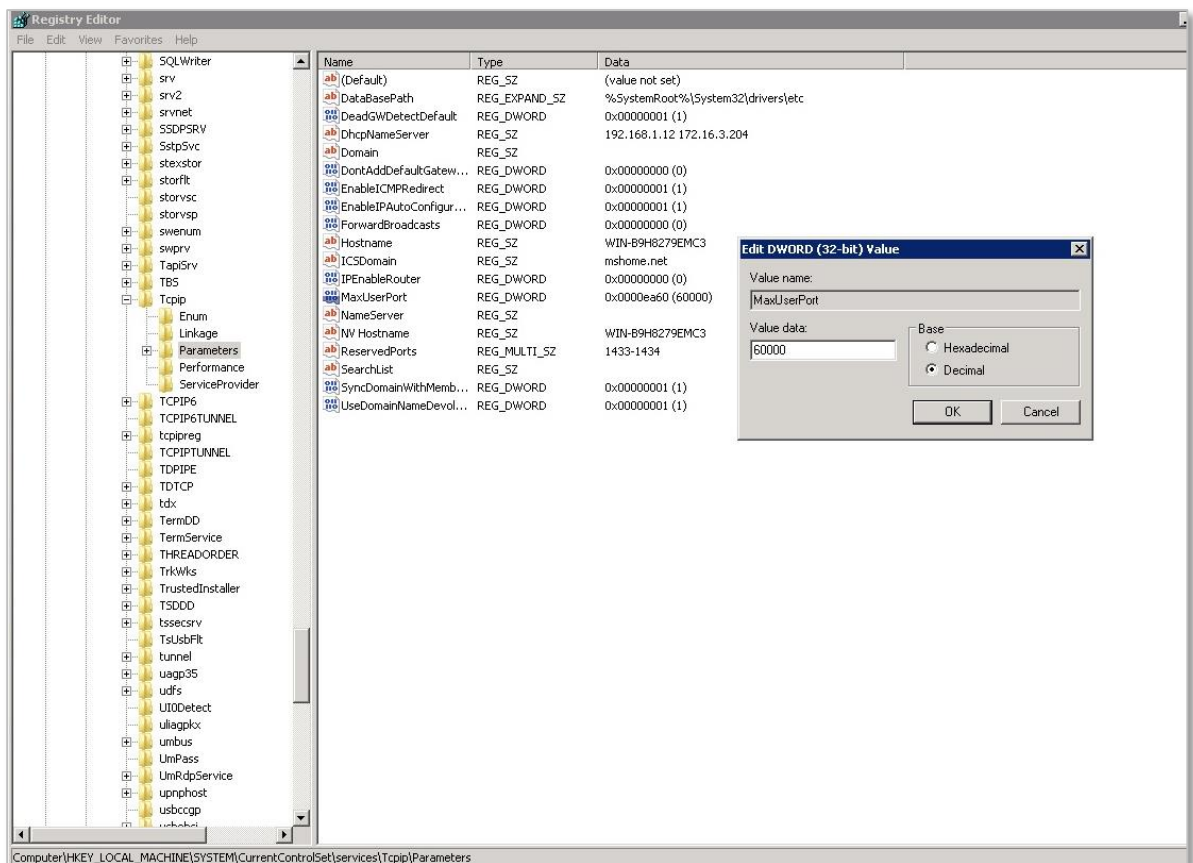 Registry Editor
File Edit View Favorites Help
SQLWriter
srv
srv2
srvnet
SSDPSRV
SstpSvc
stexstor
storflt
storvsc
storvsp
swenum
swprv
TapiSrv
TBS
Tcpip
Enum
Linkage
Parameters
Performance
ServiceProvider
TCPIP6
TCPIP6TUNNEL
tcpipreg
TCPIPTUNNEL
TDPIPE
TDTCP
tdx
TermDD
TermService
THREADORDER
TrkWks
TrustedInstaller
TSDDD
tssecsrv
TsUsbFlt
tunnel
uagp35
udfs
UI0Detect
uliagpkx
umbus
UmPass
UmRdpService
upnphost
usbccgp
Name Type Data
(Default) REG_SZ (value not set)
DataBasePath REG_EXPAND_SZ %SystemRoot%\System32\drivers\etc
DeadGWDetectDefault REG_DWORD 0x00000001 (1)
DhcpNameServer REG_SZ 192.168.1.12 172.16.3.204
Domain REG_SZ
DontAddDefaultGatew... REG_DWORD 0x00000000 (0)
EnableICMPRedirect REG_DWORD 0x00000001 (1)
EnableIPAutoConfigur... REG_DWORD 0x00000001 (1)
ForwardBroadcasts REG_DWORD 0x00000000 (0)
Hostname REG_SZ WIN-B9H8279EMC3
ICSDomain REG_SZ mshome.net
IPEnableRouter REG_DWORD 0x00000000 (0)
MaxUserPort REG_DWORD 0x0000ea60 (60000)
NameServer REG_SZ
NV Hostname REG_SZ WIN-B9H8279EMC3
ReservedPorts REG_MULTI_SZ 1433-1434
SearchList REG_SZ
SyncDomainWithMemb... REG_DWORD 0x00000001 (1)
UseDomainNameDevol... REG_DWORD 0x00000001 (1)
Edit DWORD (32-bit) Value
Value name:
MaxUserPort
Value data:
60000
Base
Hexadecimal
Decimal
OK Cancel
Computer\HKEY_LOCAL_MACHINE\SYSTEM\CurrentControlSet\services\Tcpip\Parameters